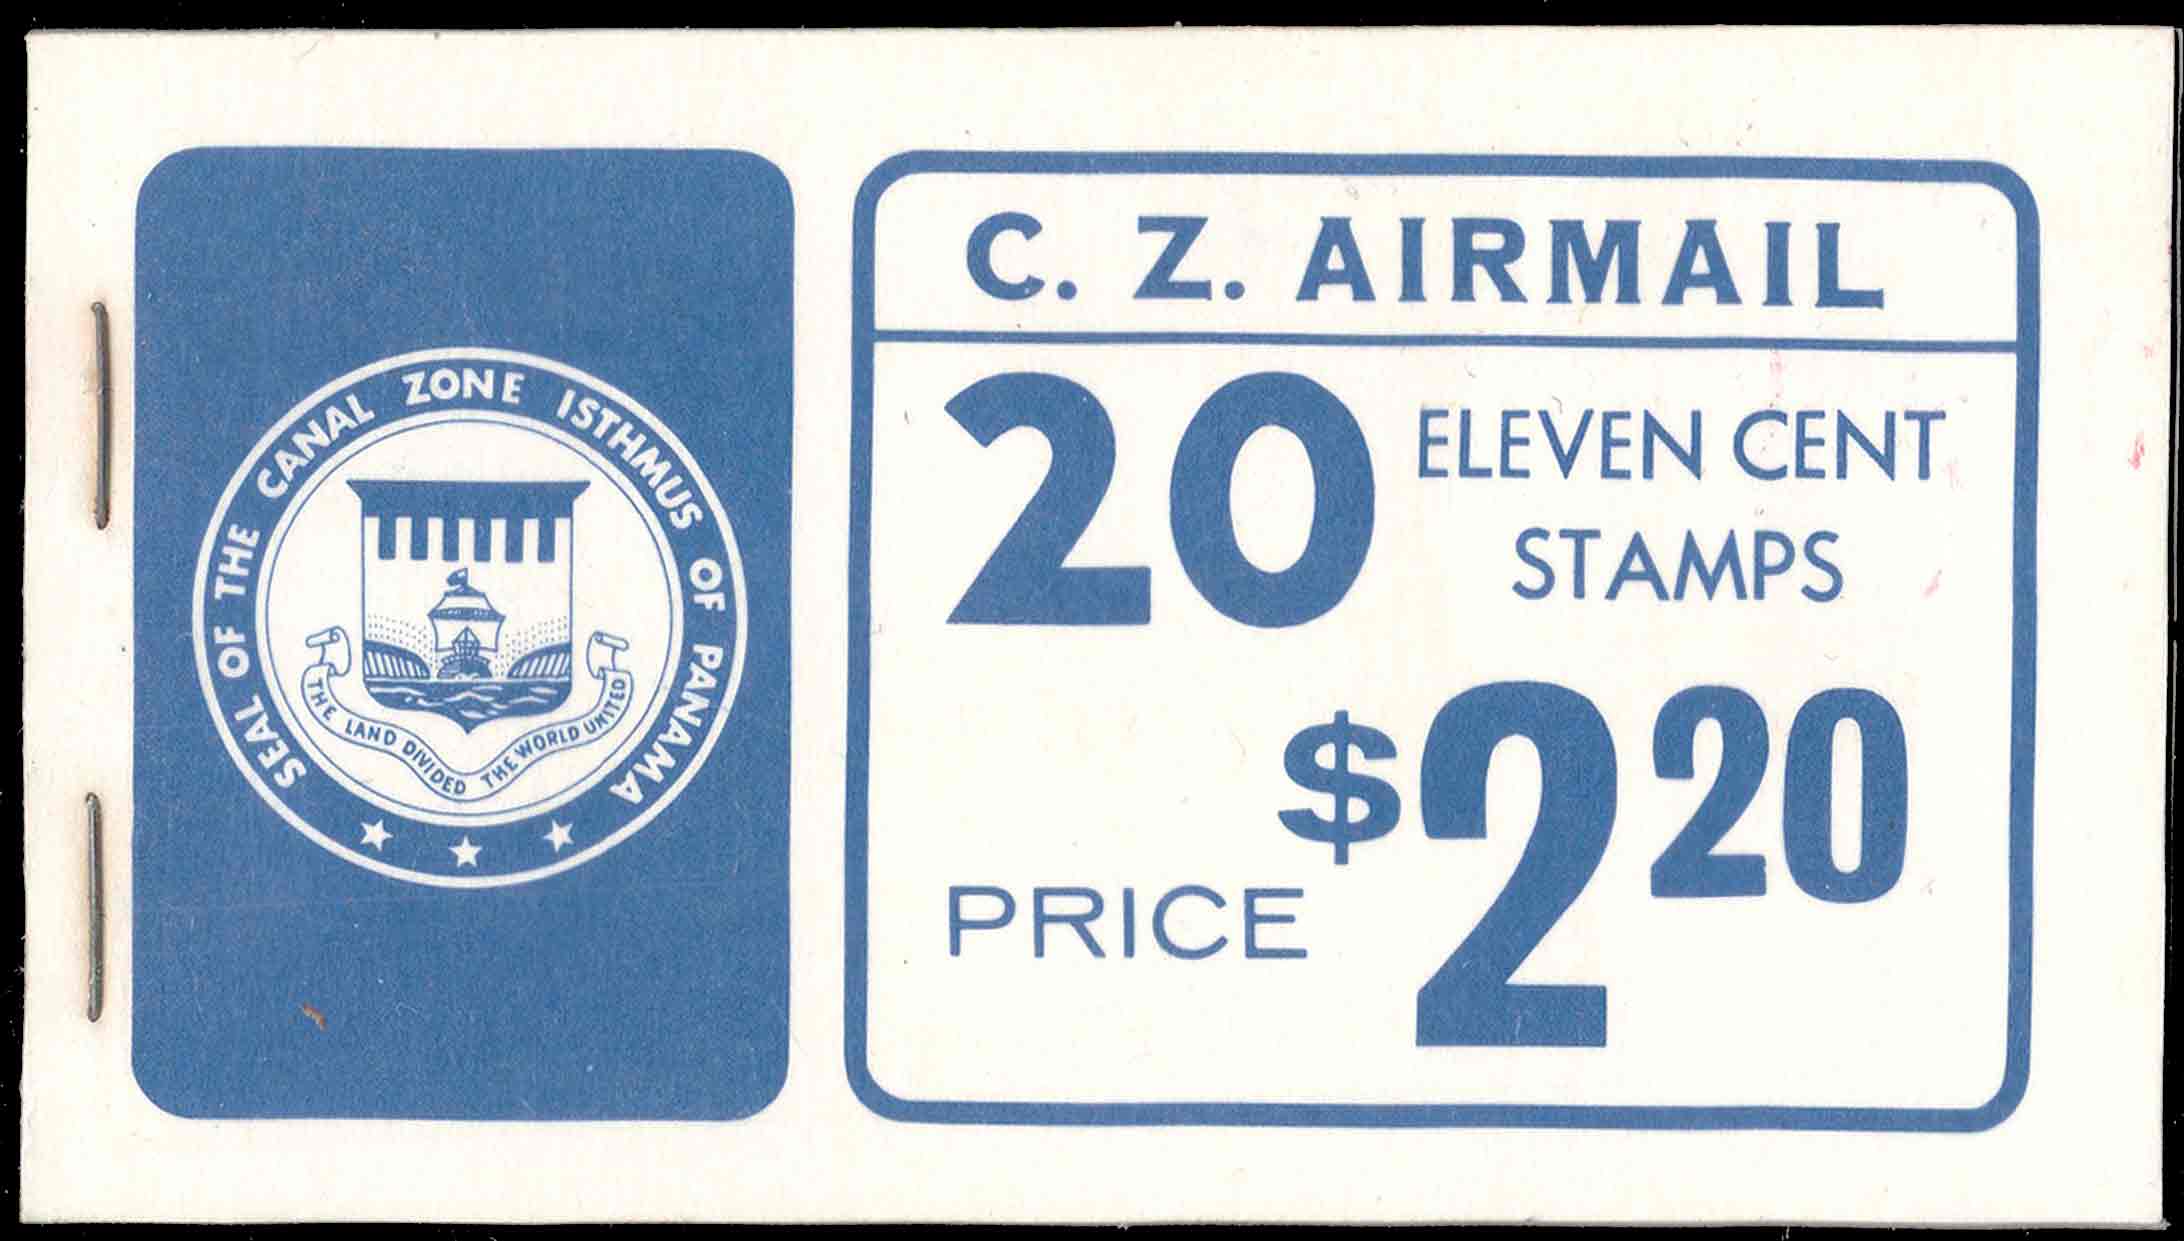 SEAL OF THE CANAL ZONE ISTHMUS OF PANAMA
THE LAND DIVIDED THE WORLD UNITED
C. Z. AIRMAIL
20 ELEVEN CENT
STAMPS
PRICE $2 20